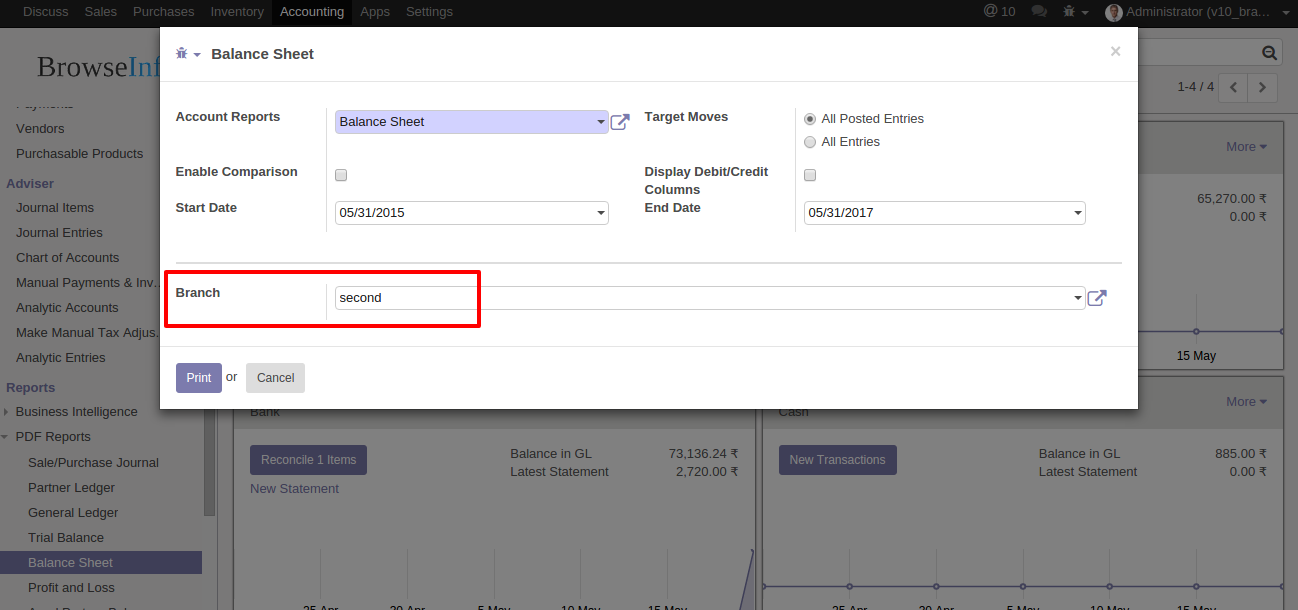 Discuss Sales Purchases Inventory Accounting Apps Settings @ 10 Administrator (v10_bra...
BrowseInf
Balance Sheet ×
1-4 / 4
Vendors
Purchasable Products
Adviser
Journal Items
Journal Entries
Chart of Accounts
Manual Payments & Inv...
Analytic Accounts
Make Manual Tax Adjus...
Analytic Entries
Reports
Business Intelligence
PDF Reports
Sale/Purchase Journal
Partner Ledger
General Ledger
Trial Balance
Balance Sheet
Profit and Loss
Account Reports Balance Sheet Target Moves All Posted Entries
All Entries
Enable Comparison Display Debit/Credit
Columns
Start Date 05/31/2015 End Date 05/31/2017
Branch second
Print or Cancel
More
65,270.00 ₹
0.00 ₹
15 May
Bank
Reconcile 1 Items Balance in GL 73,136.24 ₹
Latest Statement 2,720.00 ₹
New Statement
25 Apr 30 Apr 5 May 10 May 15 May
Cash More
New Transactions Balance in GL 885.00 ₹
Latest Statement 0.00 ₹
25 Apr 30 Apr 5 May 10 May 15 May